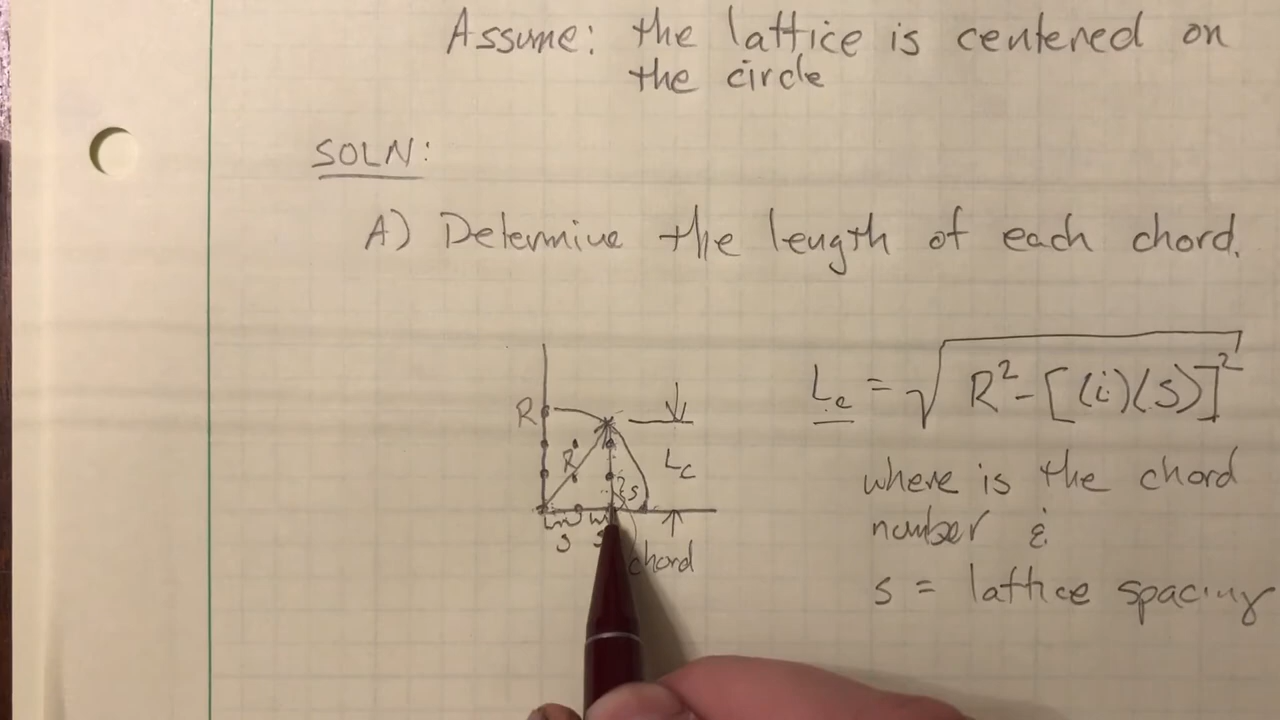 Assume: the lattice is centered on
the circle
SOLN:
A) Determine the length of each chord.
R
R
Lc
s
s
s
chord
Lc = √R²-[(i)(s)]²
where is the chord
number &
s = lattice spacing